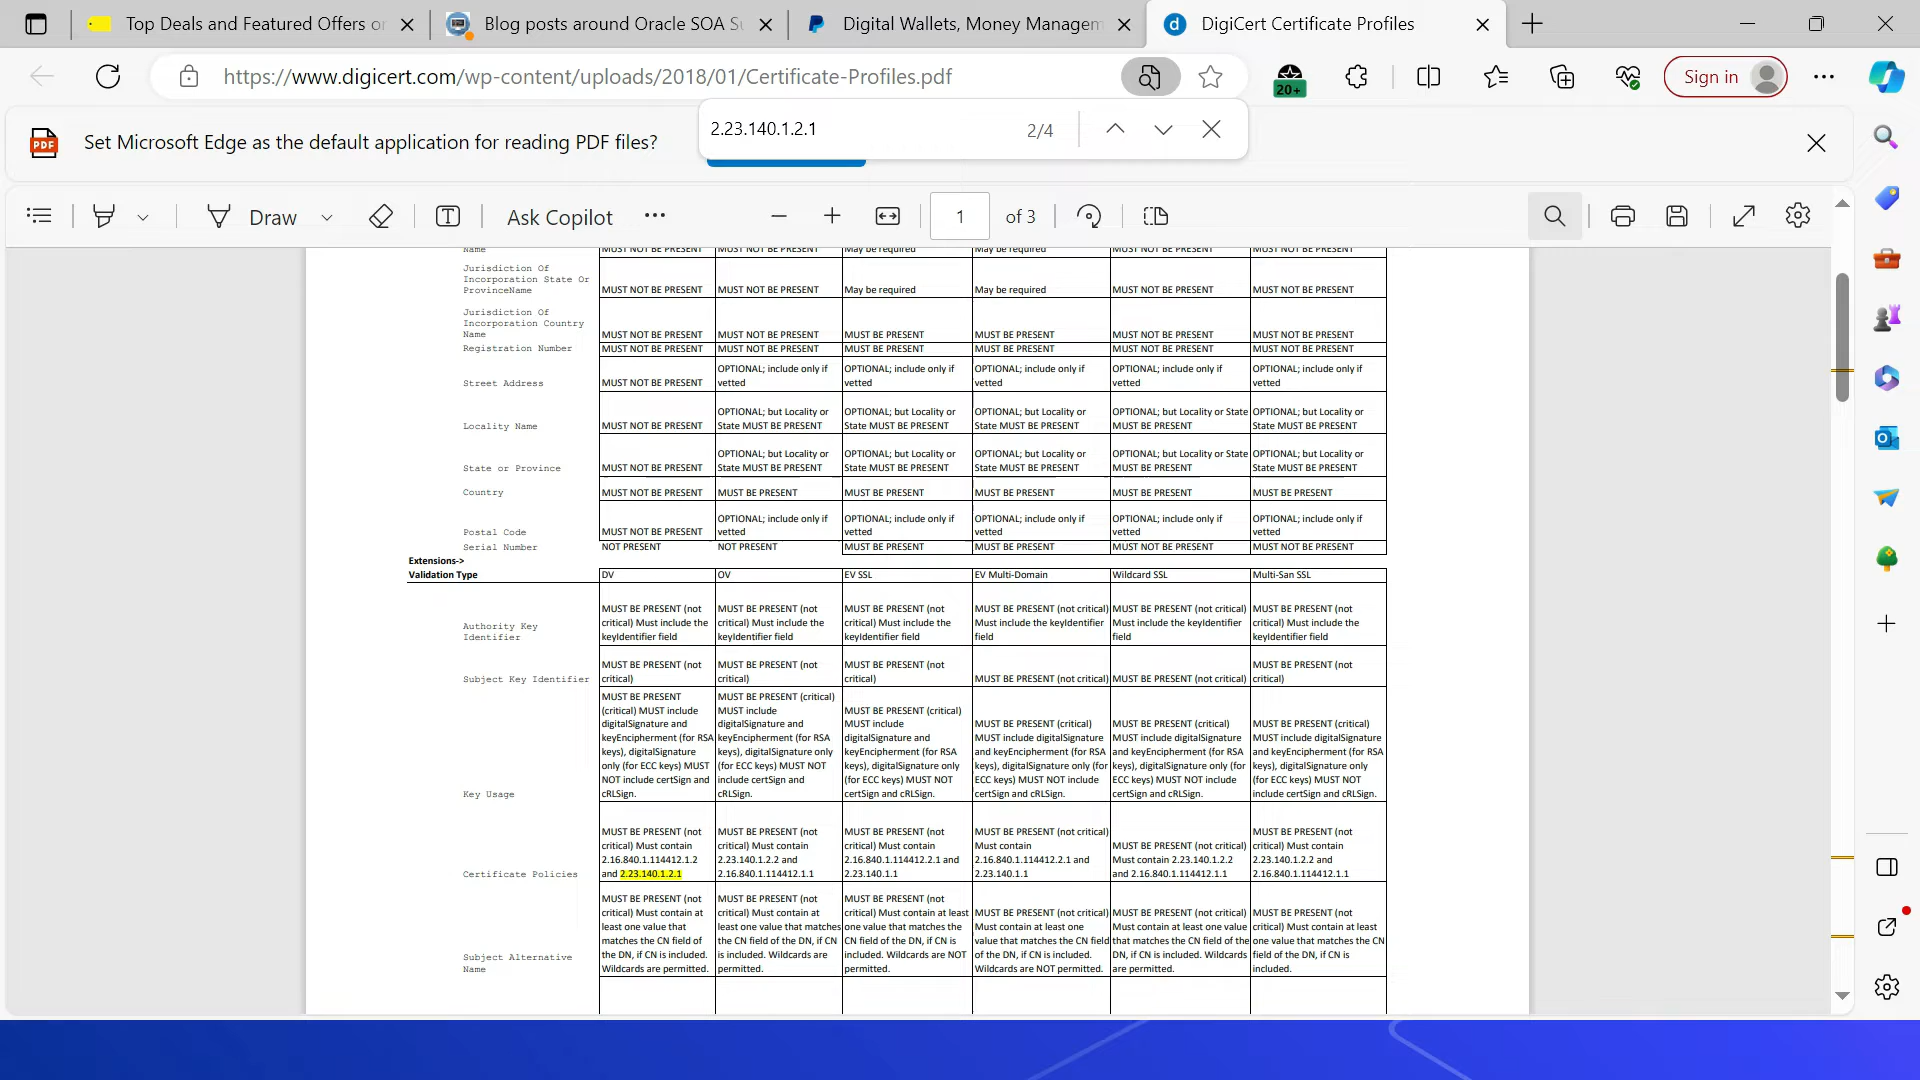 Top Deals and Featured Offers or
Blog posts around Oracle SOA Su
Digital Wallets, Money Managem
DigiCert Certificate Profiles
https://www.digicert.com/wp-content/uploads/2018/01/Certificate-Profiles.pdf
20+
Sign in
2.23.140.1.2.1
2/4
PDF
Set Microsoft Edge as the default application for reading PDF files?
Draw
Ask Copilot
1
of 3
Name MUST NOT BE PRESENT MUST NOT BE PRESENT May be required May be required MUST NOT BE PRESENT MUST NOT BE PRESENT
Jurisdiction Of
Incorporation State Or
ProvinceName MUST NOT BE PRESENT MUST NOT BE PRESENT May be required May be required MUST NOT BE PRESENT MUST NOT BE PRESENT
Jurisdiction Of
Incorporation Country
Name MUST NOT BE PRESENT MUST NOT BE PRESENT MUST BE PRESENT MUST BE PRESENT MUST NOT BE PRESENT MUST NOT BE PRESENT
Registration Number MUST NOT BE PRESENT MUST NOT BE PRESENT MUST BE PRESENT MUST BE PRESENT MUST NOT BE PRESENT MUST NOT BE PRESENT
OPTIONAL; include only if OPTIONAL; include only if OPTIONAL; include only if OPTIONAL; include only if OPTIONAL; include only if
Street Address MUST NOT BE PRESENT vetted vetted vetted vetted vetted
OPTIONAL; but Locality or OPTIONAL; but Locality or OPTIONAL; but Locality or OPTIONAL; but Locality or State OPTIONAL; but Locality or
Locality Name MUST NOT BE PRESENT State MUST BE PRESENT State MUST BE PRESENT State MUST BE PRESENT MUST BE PRESENT State MUST BE PRESENT
OPTIONAL; but Locality or OPTIONAL; but Locality or OPTIONAL; but Locality or OPTIONAL; but Locality or State OPTIONAL; but Locality or
State or Province MUST NOT BE PRESENT State MUST BE PRESENT State MUST BE PRESENT State MUST BE PRESENT MUST BE PRESENT State MUST BE PRESENT
Country MUST NOT BE PRESENT MUST BE PRESENT MUST BE PRESENT MUST BE PRESENT MUST BE PRESENT MUST BE PRESENT
OPTIONAL; include only if OPTIONAL; include only if OPTIONAL; include only if OPTIONAL; include only if OPTIONAL; include only if
Postal Code MUST NOT BE PRESENT vetted vetted vetted vetted vetted
Serial Number NOT PRESENT NOT PRESENT MUST BE PRESENT MUST BE PRESENT MUST NOT BE PRESENT MUST NOT BE PRESENT
Extensions->
Validation Type DV OV EV SSL EV Multi-Domain Wildcard SSL Multi-San SSL
Authority Key
Identifier
MUST BE PRESENT (not
critical) Must include the
keyIdentifier field
MUST BE PRESENT (not
critical) Must include the
keyIdentifier field
MUST BE PRESENT (not
critical) Must include the
keyIdentifier field
MUST BE PRESENT (not critical)
Must include the keyIdentifier
field
MUST BE PRESENT (not critical)
Must include the keyIdentifier
field
MUST BE PRESENT (not
critical) Must include the
keyIdentifier field
Subject Key Identifier
MUST BE PRESENT (not
critical)
MUST BE PRESENT (not
critical)
MUST BE PRESENT (not
critical)
MUST BE PRESENT (not critical)
MUST BE PRESENT (not critical)
MUST BE PRESENT (not
critical)
Key Usage
MUST BE PRESENT
(critical) MUST include
digitalSignature and
keyEncipherment (for RSA
keys), digitalSignature
only (for ECC keys) MUST
NOT include certSign and
cRLSign.
MUST BE PRESENT (critical)
MUST include
digitalSignature and
keyEncipherment (for RSA
keys), digitalSignature only
(for ECC keys) MUST NOT
include certSign and
cRLSign.
MUST BE PRESENT (critical)
MUST include
digitalSignature and
keyEncipherment (for RSA
keys), digitalSignature only
(for ECC keys) MUST NOT
certSign and cRLSign.
MUST BE PRESENT (critical)
MUST include digitalSignature
and keyEncipherment (for RSA
keys), digitalSignature only (for
ECC keys) MUST NOT include
certSign and cRLSign.
MUST BE PRESENT (critical)
MUST include digitalSignature
and keyEncipherment (for RSA
keys), digitalSignature only (for
ECC keys) MUST NOT include
certSign and cRLSign.
MUST BE PRESENT (critical)
MUST include digitalSignature
and keyEncipherment (for RSA
keys), digitalSignature only
(for ECC keys) MUST NOT
include certSign and cRLSign.
Certificate Policies
MUST BE PRESENT (not
critical) Must contain
2.16.840.1.114412.1.2
and 2.23.140.1.2.1
MUST BE PRESENT (not
critical) Must contain
2.23.140.1.2.2 and
2.16.840.1.114412.1.1
MUST BE PRESENT (not
critical) Must contain
2.16.840.1.114412.2.1 and
2.23.140.1.1
MUST BE PRESENT (not critical)
Must contain
2.16.840.1.114412.2.1 and
2.23.140.1.1
MUST BE PRESENT (not critical)
Must contain 2.23.140.1.2.2
and 2.16.840.1.114412.1.1
MUST BE PRESENT (not
critical) Must contain
2.23.140.1.2.2 and
2.16.840.1.114412.1.1
Subject Alternative
Name
MUST BE PRESENT (not
critical) Must contain at
least one value that
matches the CN field of
the DN, if CN is included.
Wildcards are permitted.
MUST BE PRESENT (not
critical) Must contain at
least one value that matches
the CN field of the DN, if CN
is included. Wildcards are
permitted.
MUST BE PRESENT (not
critical) Must contain at least
one value that matches the
CN field of the DN, if CN is
included. Wildcards are NOT
permitted.
MUST BE PRESENT (not critical)
Must contain at least one
value that matches the CN field
of the DN, if CN is included.
Wildcards are NOT permitted.
MUST BE PRESENT (not critical)
Must contain at least one value
that matches the CN field of the
DN, if CN is included. Wildcards
are permitted.
MUST BE PRESENT (not
critical) Must contain at least
one value that matches the CN
field of the DN, if CN is
included.